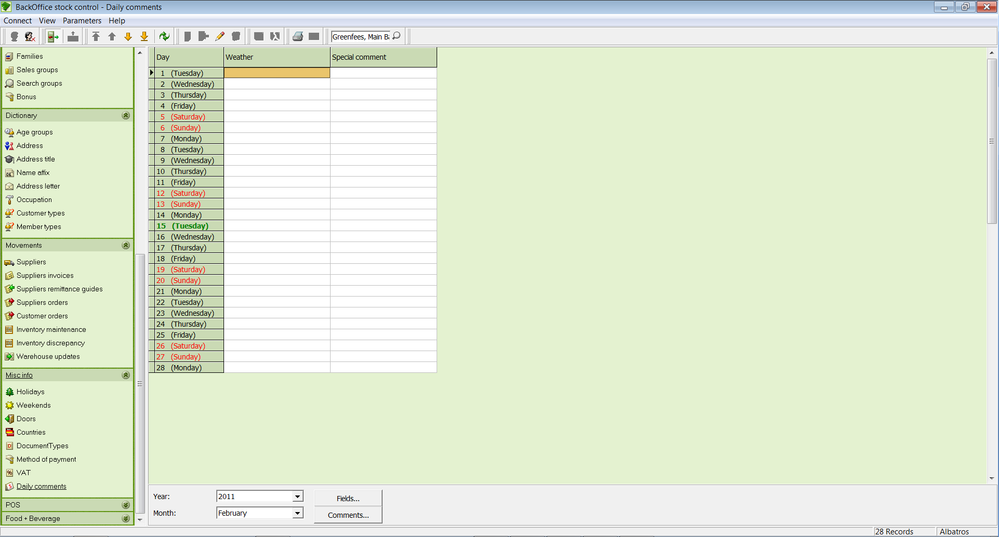 BackOffice stock control - Daily comments
Connect View Parameters Help
Greenfees, Main Ba
Families
Sales groups
Search groups
Bonus
Dictionary
Age groups
Address
Address title
Name affix
Address letter
Occupation
Customer types
Member types
Movements
Suppliers
Suppliers invoices
Suppliers remittance guides
Suppliers orders
Customer orders
Inventory maintenance
Inventory discrepancy
Warehouse updates
Misc info
Holidays
Weekends
Doors
Countries
DocumentTypes
Method of payment
VAT
Daily comments
POS
Food + Beverage
Day Weather Special comment
1 (Tuesday)
2 (Wednesday)
3 (Thursday)
4 (Friday)
5 (Saturday)
6 (Sunday)
7 (Monday)
8 (Tuesday)
9 (Wednesday)
10 (Thursday)
11 (Friday)
12 (Saturday)
13 (Sunday)
14 (Monday)
15 (Tuesday)
16 (Wednesday)
17 (Thursday)
18 (Friday)
19 (Saturday)
20 (Sunday)
21 (Monday)
22 (Tuesday)
23 (Wednesday)
24 (Thursday)
25 (Friday)
26 (Saturday)
27 (Sunday)
28 (Monday)
Year: 2011 Fields...
Month: February Comments...
28 Records Albatros